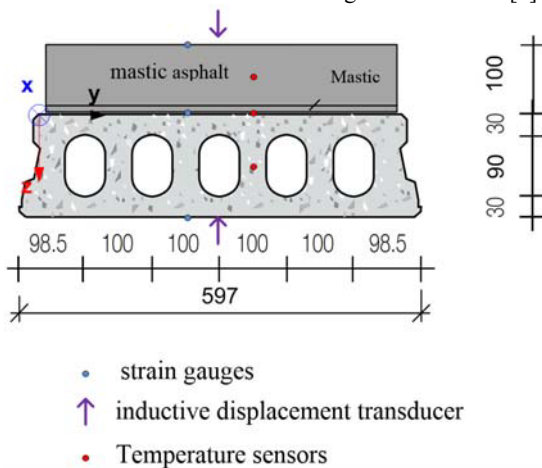 mastic asphalt
Mastic
x
y
z
100
30
90
30
98.5 100 100 100 100 98.5
597
strain gauges
inductive displacement transducer
Temperature sensors